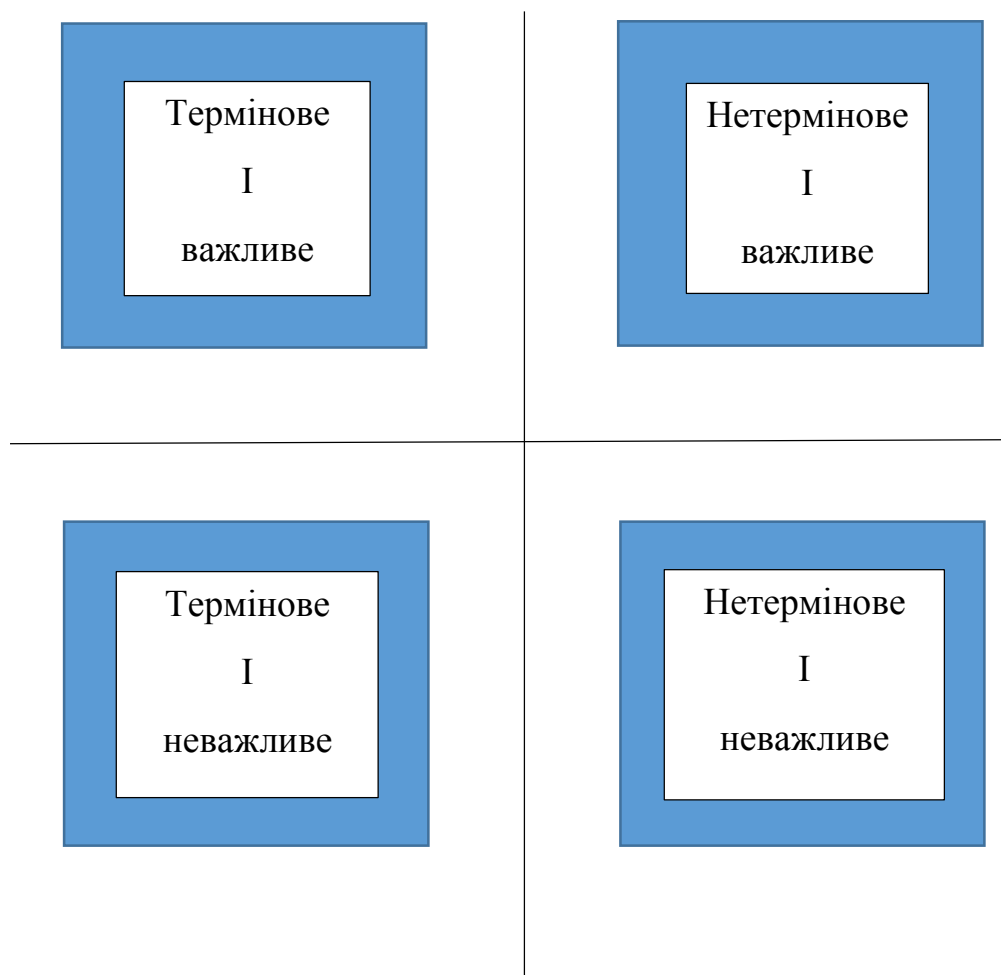 Термінове
І
важливе
Нетермінове
І
важливе
Термінове
І
неважливе
Нетермінове
І
неважливе